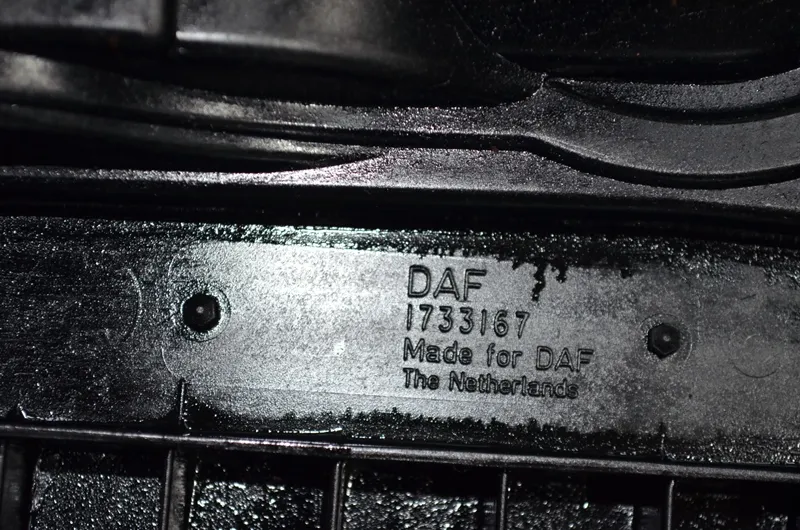 DAF
1733167
Made for DAF
The Netherlands